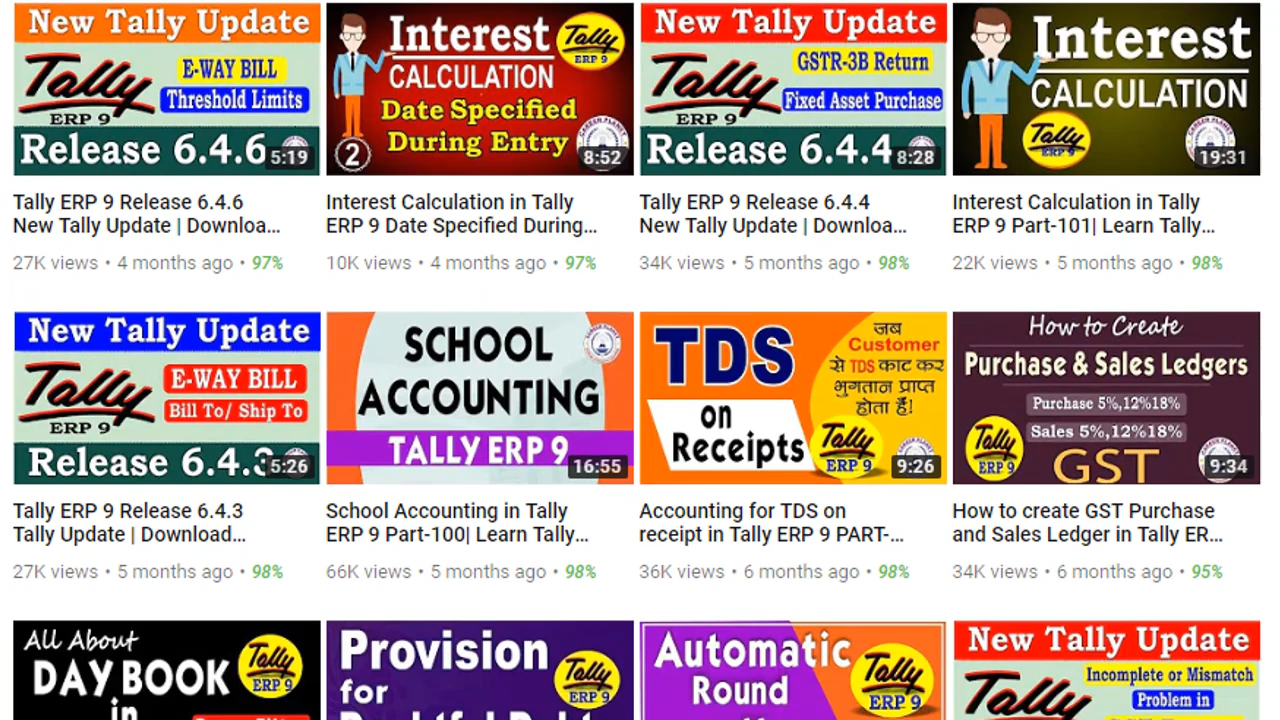 New Tally Update
E-WAY BILL
Tally
Threshold Limits
ERP 9
Release 6.4.6
5:19
Tally ERP 9 Release 6.4.6
New Tally Update | Downloa...
27K views • 4 months ago • 97%
Interest
CALCULATION
Tally
ERP 9
Date Specified
During Entry
2
8:52
Interest Calculation in Tally
ERP 9 Date Specified During...
10K views • 4 months ago • 97%
New Tally Update
GSTR-3B Return
Tally
Fixed Asset Purchase
ERP 9
Release 6.4.4
8:28
Tally ERP 9 Release 6.4.4
New Tally Update | Downloa...
34K views • 5 months ago • 98%
Interest
CALCULATION
Tally
ERP 9
19:31
Interest Calculation in Tally
ERP 9 Part-101| Learn Tally...
22K views • 5 months ago • 98%
New Tally Update
E-WAY BILL
Tally
Bill To/ Ship To
ERP 9
Release 6.4.3
5:26
Tally ERP 9 Release 6.4.3
Tally Update | Download...
27K views • 5 months ago • 98%
SCHOOL
ACCOUNTING
TALLY ERP 9
16:55
School Accounting in Tally
ERP 9 Part-100| Learn Tally...
66K views • 5 months ago • 98%
TDS
on
Receipts
जब
Customer
से TDS काट कर
भुगतान प्राप्त
होता हैं!
Tally
ERP 9
9:26
Accounting for TDS on
receipt in Tally ERP 9 PART-...
36K views • 6 months ago • 98%
How to Create
Purchase & Sales Ledgers
Purchase 5%,12%18%
Sales 5%,12%18%
Tally
ERP 9
GST
9:34
How to create GST Purchase
and Sales Ledger in Tally ER...
34K views • 6 months ago • 95%
All About
DAY BOOK
in
Tally
ERP 9
Provision
for
Tally
ERP 9
Automatic
Round
Tally
ERP 9
New Tally Update
Incomplete or Mismatch
Problem in
Tally